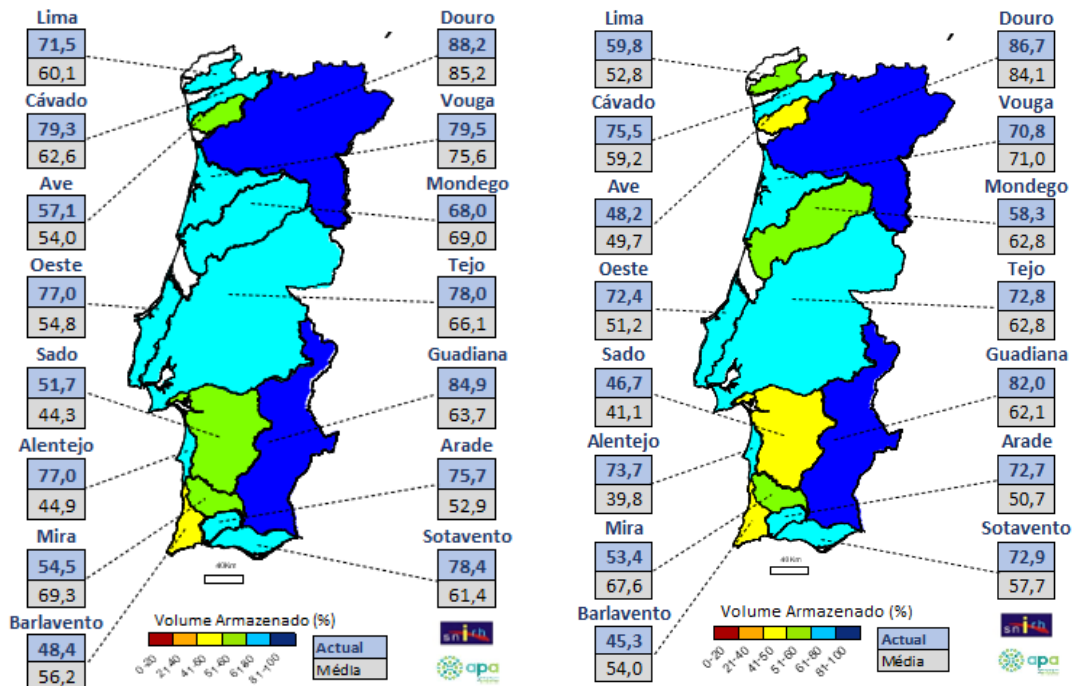 Lima
71,5
60,1
Cávado
79,3
62,6
Ave
57,1
54,0
Oeste
77,0
54,8
Sado
51,7
44,3
Alentejo
77,0
44,9
Mira
54,5
69,3
Barlavento
48,4
56,2
Douro
88,2
85,2
Vouga
79,5
75,6
Mondego
68,0
69,0
Tejo
78,0
66,1
Guadiana
84,9
63,7
Arade
75,7
52,9
Sotavento
78,4
61,4
40Km
Volume Armazenado (%)
0-20
21-40
41-50
51-60
61-80
81-100
Actual
Média
snirh
apa
Lima
59,8
52,8
Cávado
75,5
59,2
Ave
48,2
49,7
Oeste
72,4
51,2
Sado
46,7
41,1
Alentejo
73,7
39,8
Mira
53,4
67,6
Barlavento
45,3
54,0
Douro
86,7
84,1
Vouga
70,8
71,0
Mondego
58,3
62,8
Tejo
72,8
62,8
Guadiana
82,0
62,1
Arade
72,7
50,7
Sotavento
72,9
57,7
40Km
Volume Armazenado (%)
0-20
21-40
41-50
51-60
61-80
81-100
Actual
Média
snirh
apa